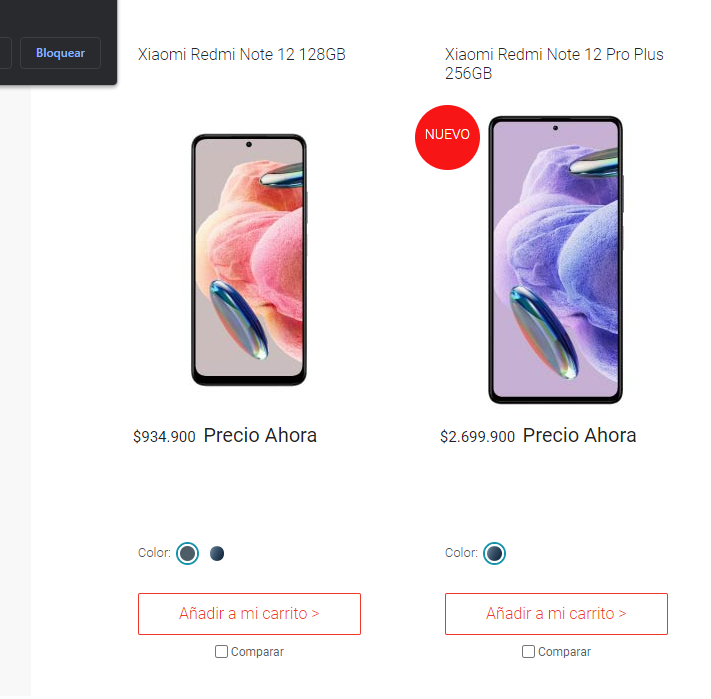 Bloquear
Xiaomi Redmi Note 12 128GB
$934.900 Precio Ahora
Color:
Añadir a mi carrito >
Comparar
Xiaomi Redmi Note 12 Pro Plus
256GB
NUEVO
$2.699.900 Precio Ahora
Color:
Añadir a mi carrito >
Comparar